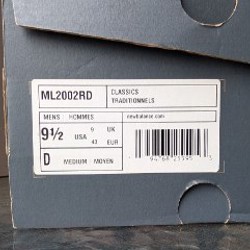 ML2002RD
CLASSICS
TRADITIONNELS
MENS HOMMES
newbalance.com
9½ USA
9 UK
43 EUR
D MEDIUM MOYEN